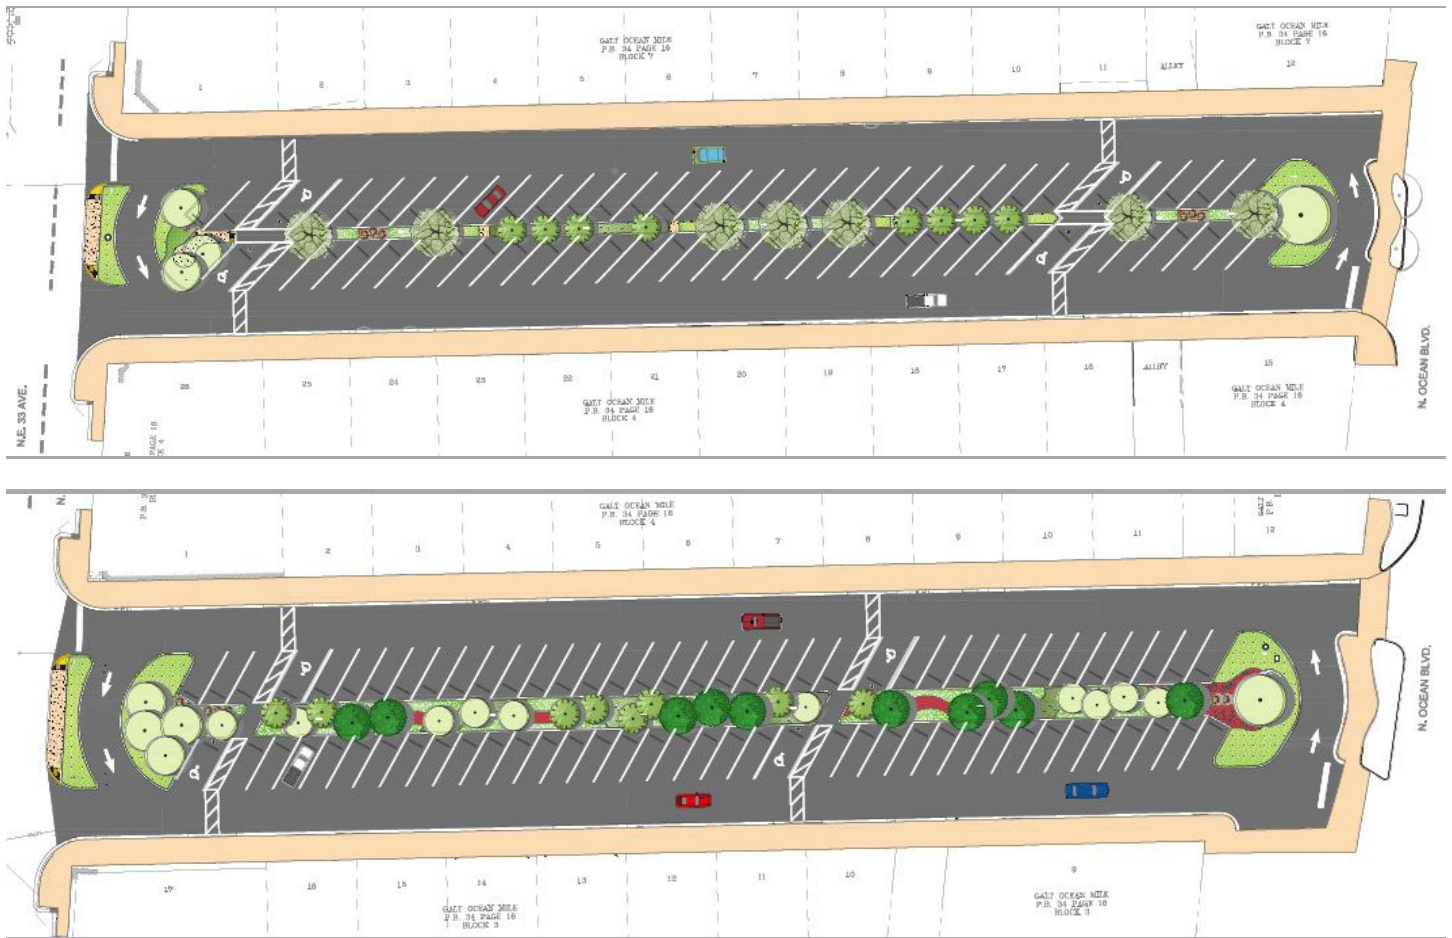 GALT OCEAN MILE
P.B. 34 PAGE 16
BLOCK 7
GALT OCEAN MILE
P.B. 34 PAGE 16
BLOCK 7
1
2
3
4
5
6
7
8
9
10
11
ALLEY
12
N.E. 33 AVE.
N. OCEAN BLVD.
26
25
24
23
22
21
20
19
18
17
16
ALLEY
15
GALT OCEAN MILE
P.B. 34 PAGE 16
BLOCK 4
GALT OCEAN MILE
P.B. 34 PAGE 16
BLOCK 4
PAGE 16
K 4
N.
P.B. 3
GALT OCEAN MILE
P.B. 34 PAGE 16
BLOCK 4
GALT
P.B.
1
2
3
4
5
6
7
8
9
10
11
12
N. OCEAN BLVD.
17
16
15
14
13
12
11
10
9
GALT OCEAN MILE
P.B. 34 PAGE 16
BLOCK 3
GALT OCEAN MILE
P.B. 34 PAGE 16
BLOCK 3